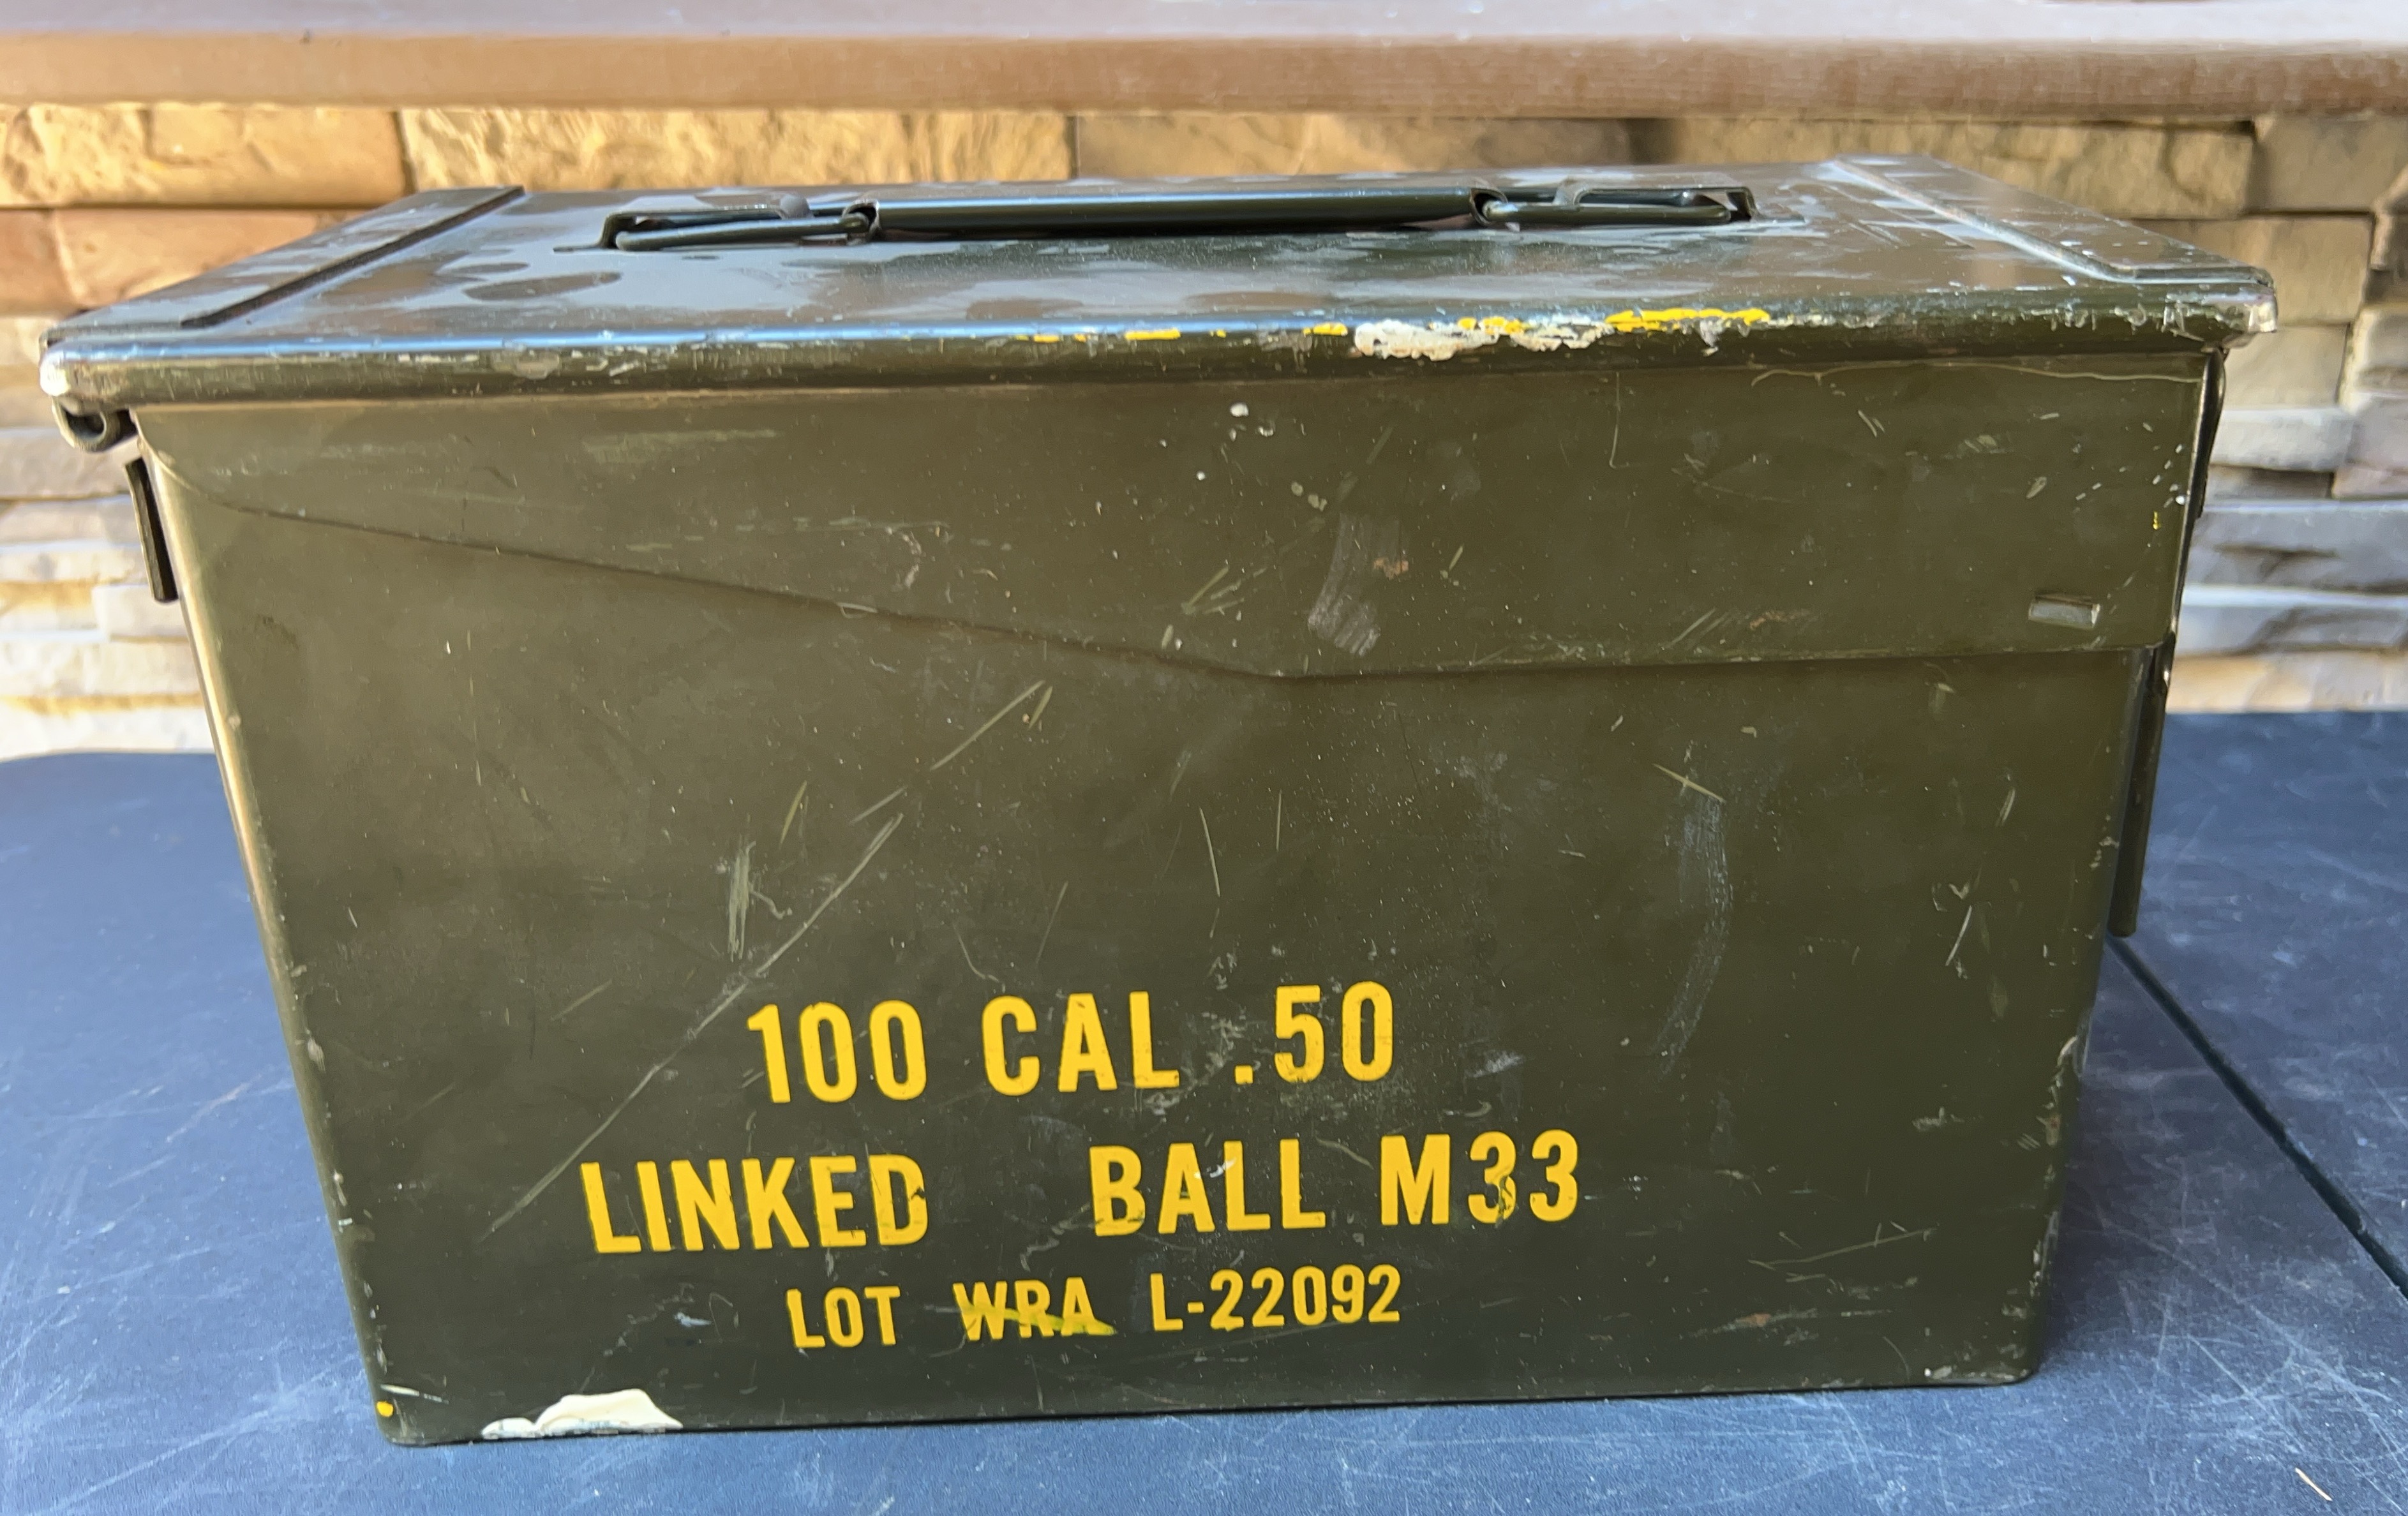 100 CAL .50
LINKED BALL M33
LOT WRA L-22092